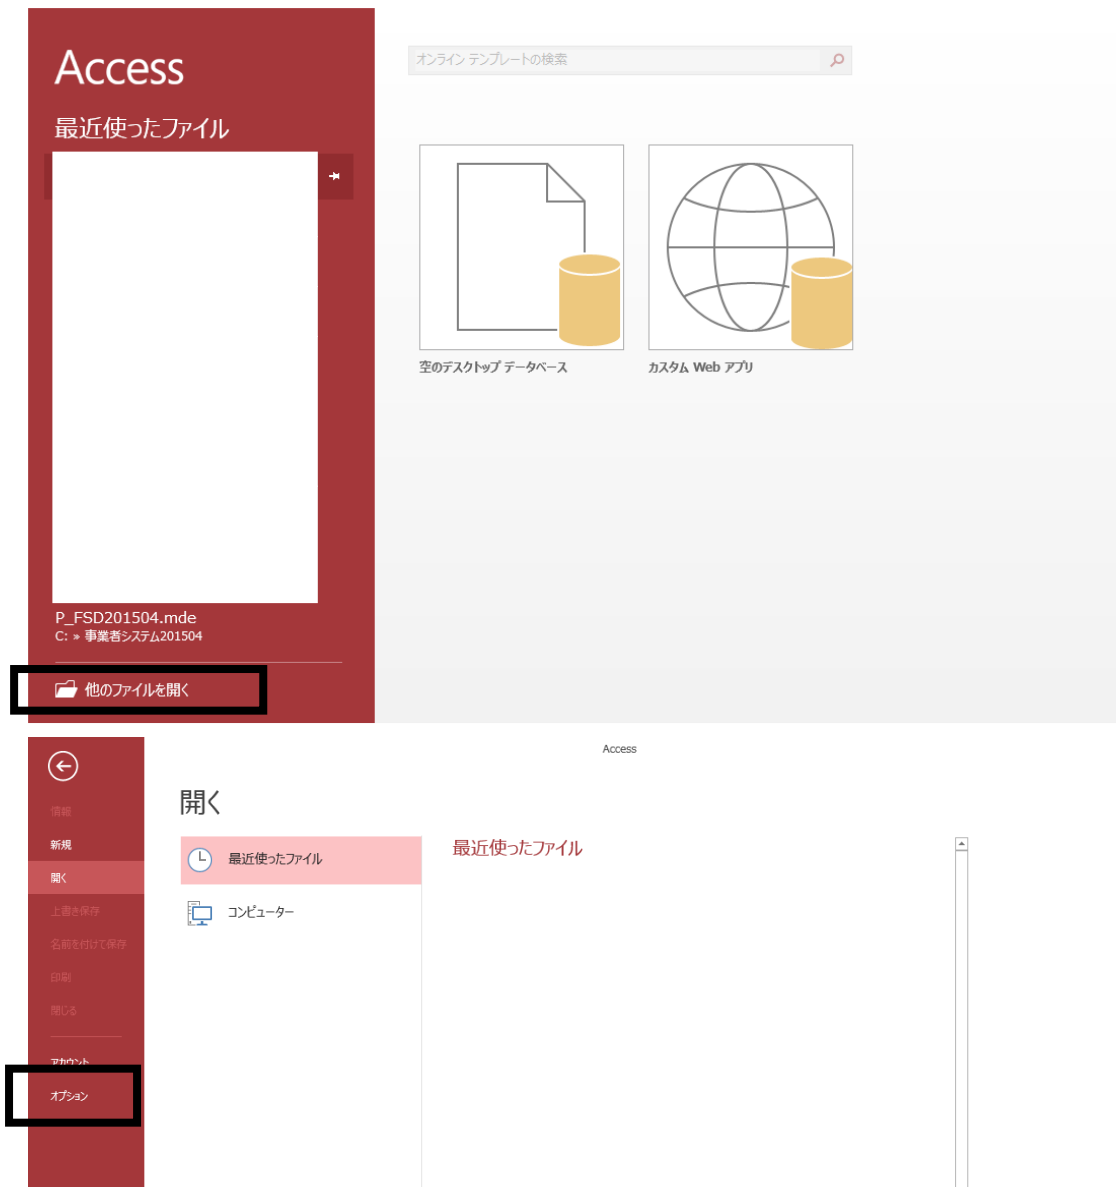 Access
オンライン テンプレートの検索
最近使ったファイル
空のデスクトップ データベース
カスタム Web アプリ
P_FSD201504.mde
C: » 事業者システム201504
他のファイルを開く
Access
開く
情報
新規
開く
上書き保存
名前を付けて保存
印刷
閉じる
アカウント
オプション
最近使ったファイル
コンピューター
最近使ったファイル